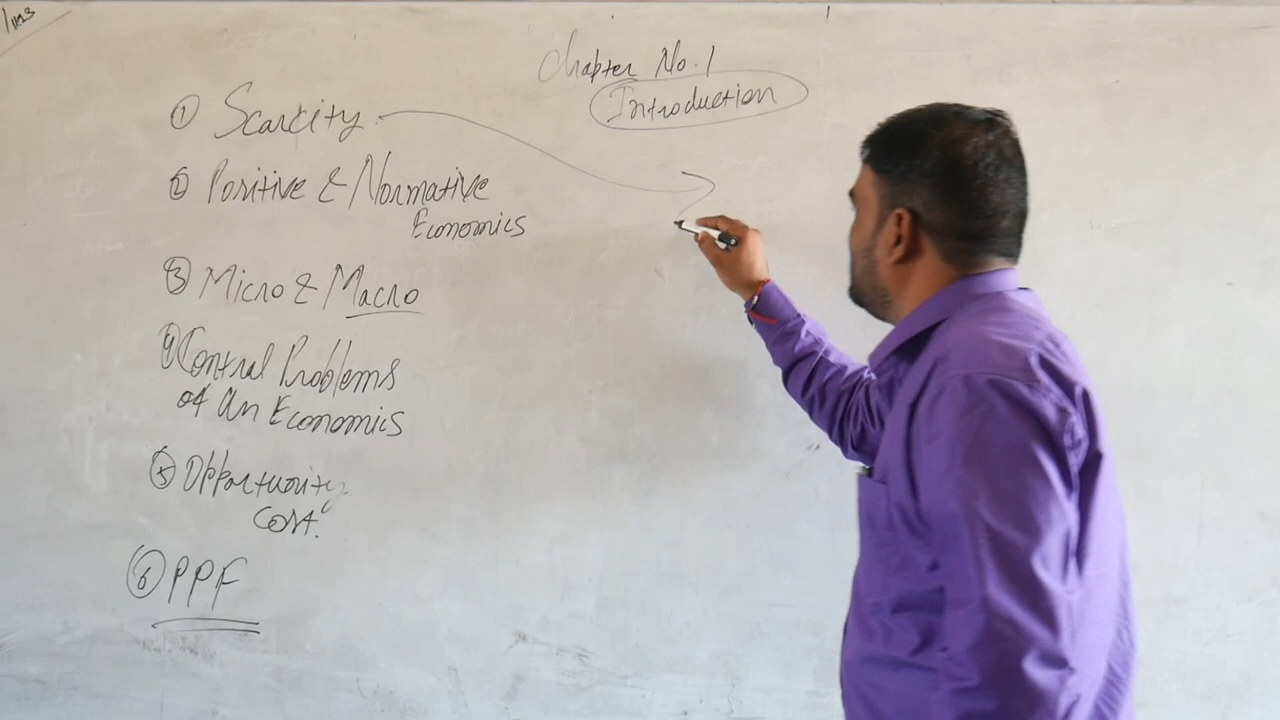 Chapter No. 1
Introduction
① Scarcity
② Positive & Normative
Economics
③ Micro & Macro
④ Central Problems
of An Economics
⑤ Opportunity
Cost.
⑥ PPF